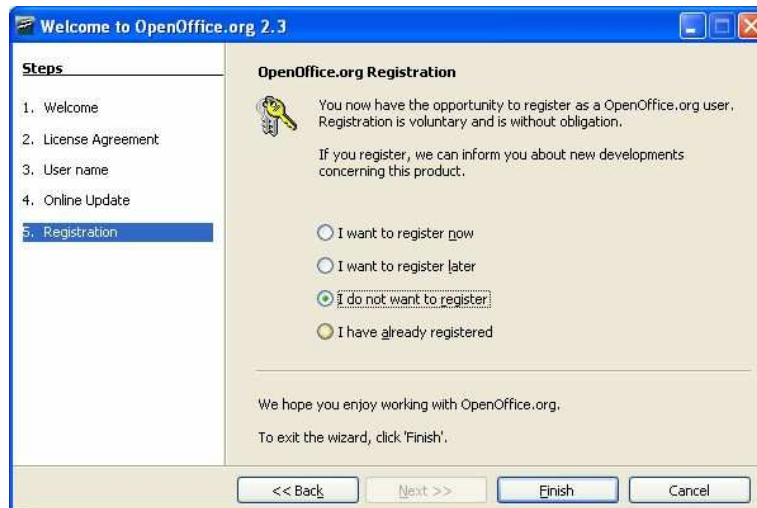 Welcome to OpenOffice.org 2.3
Steps
1. Welcome
2. License Agreement
3. User name
4. Online Update
5. Registration
OpenOffice.org Registration
You now have the opportunity to register as a OpenOffice.org user.
Registration is voluntary and is without obligation.
If you register, we can inform you about new developments
concerning this product.
I want to register now
I want to register later
I do not want to register
I have already registered
We hope you enjoy working with OpenOffice.org.
To exit the wizard, click 'Finish'.
<< Back
Next >>
Finish
Cancel